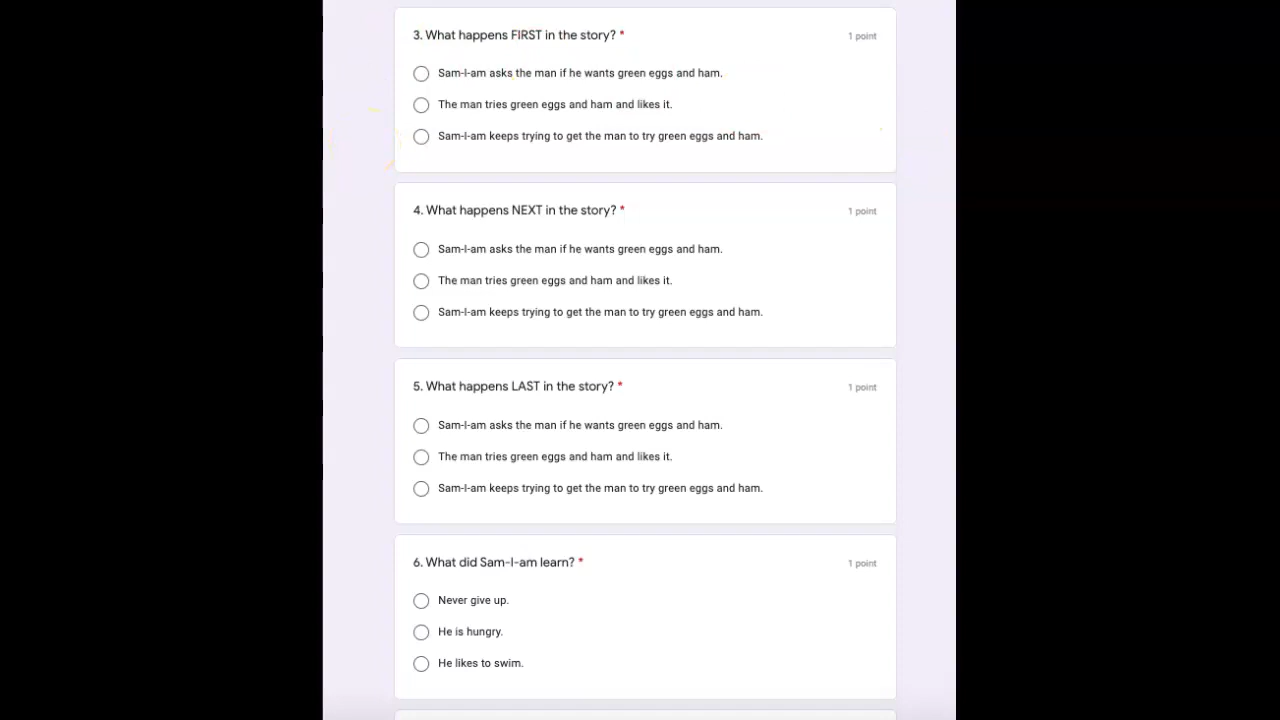 3. What happens FIRST in the story? *
1 point
Sam-I-am asks the man if he wants green eggs and ham.
The man tries green eggs and ham and likes it.
Sam-I-am keeps trying to get the man to try green eggs and ham.
4. What happens NEXT in the story? *
1 point
Sam-I-am asks the man if he wants green eggs and ham.
The man tries green eggs and ham and likes it.
Sam-I-am keeps trying to get the man to try green eggs and ham.
5. What happens LAST in the story? *
1 point
Sam-I-am asks the man if he wants green eggs and ham.
The man tries green eggs and ham and likes it.
Sam-I-am keeps trying to get the man to try green eggs and ham.
6. What did Sam-I-am learn? *
1 point
Never give up.
He is hungry.
He likes to swim.